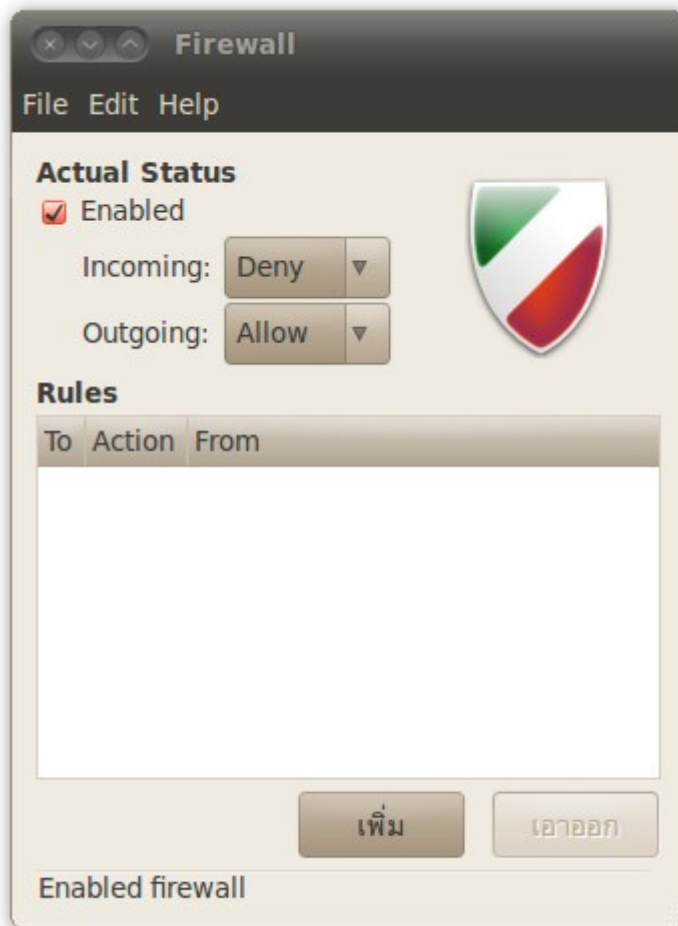 Firewall
File Edit Help
Actual Status
Enabled
Incoming: Deny
Outgoing: Allow
Rules
To Action From
เพิ่ม เอาออก
Enabled firewall